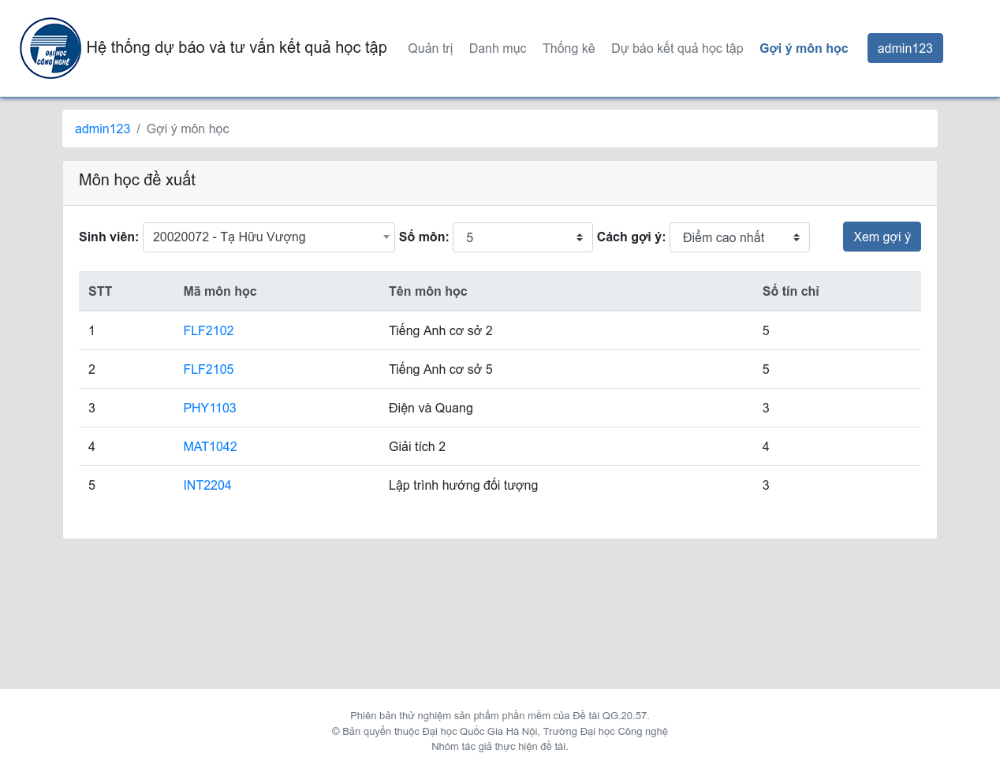 ĐẠI HỌC
CÔNG NGHỆ
Hệ thống dự báo và tư vấn kết quả học tập Quản trị Danh mục Thống kê Dự báo kết quả học tập Gợi ý môn học admin123
admin123 / Gợi ý môn học
Môn học đề xuất
Sinh viên: 20020072 - Tạ Hữu Vượng Số môn: 5 Cách gợi ý: Điểm cao nhất Xem gợi ý
STT Mã môn học Tên môn học Số tín chỉ
1 FLF2102 Tiếng Anh cơ sở 2 5
2 FLF2105 Tiếng Anh cơ sở 5 5
3 PHY1103 Điện và Quang 3
4 MAT1042 Giải tích 2 4
5 INT2204 Lập trình hướng đối tượng 3
Phiên bản thử nghiệm sản phẩm phần mềm của Đề tài QG.20.57.
© Bản quyền thuộc Đại học Quốc Gia Hà Nội, Trường Đại học Công nghệ
Nhóm tác giả thực hiện đề tài.